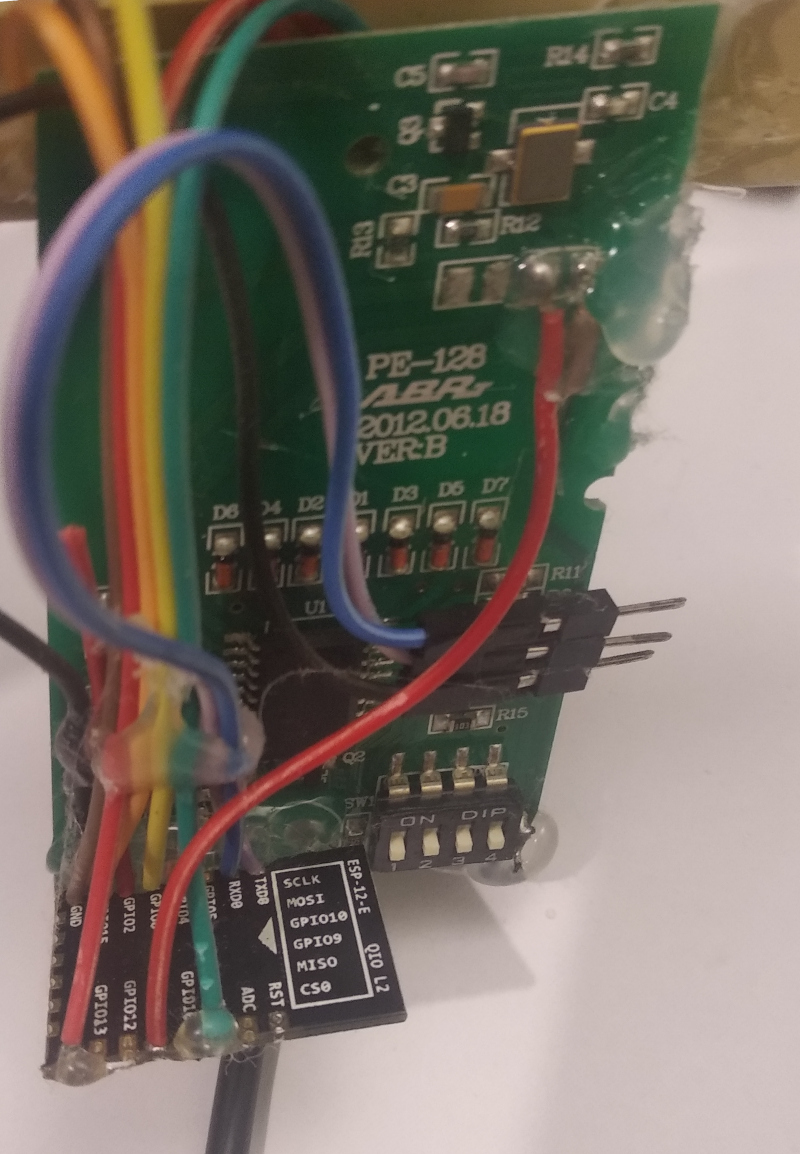 C5
R14
C4
C3
R12
R13
PE-128
ABR
2012.06.18
VER:B
D6
D4
D2
D1
D3
D5
D7
R11
U1
R15
Q2
SW1
ON DIP
1 2 3 4
ESP-12-E
QIO L2
SCLK
MOSI
GPIO10
GPIO9
MISO
CS0
GND
GPIO2
RXD0
TXD0
GPIO13
GPIO12
ADC
RST